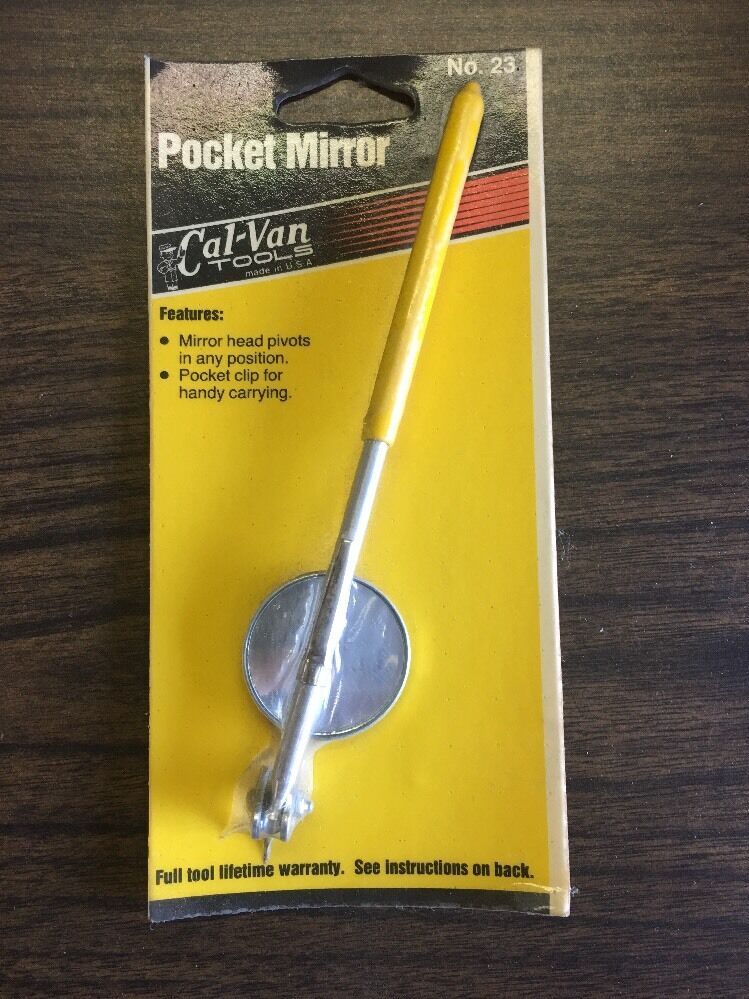 No. 23
Pocket Mirror
Cal-Van
TOOLS
made in U.S.A
Features:
● Mirror head pivots
in any position.
● Pocket clip for
handy carrying.
Full tool lifetime warranty. See instructions on back.